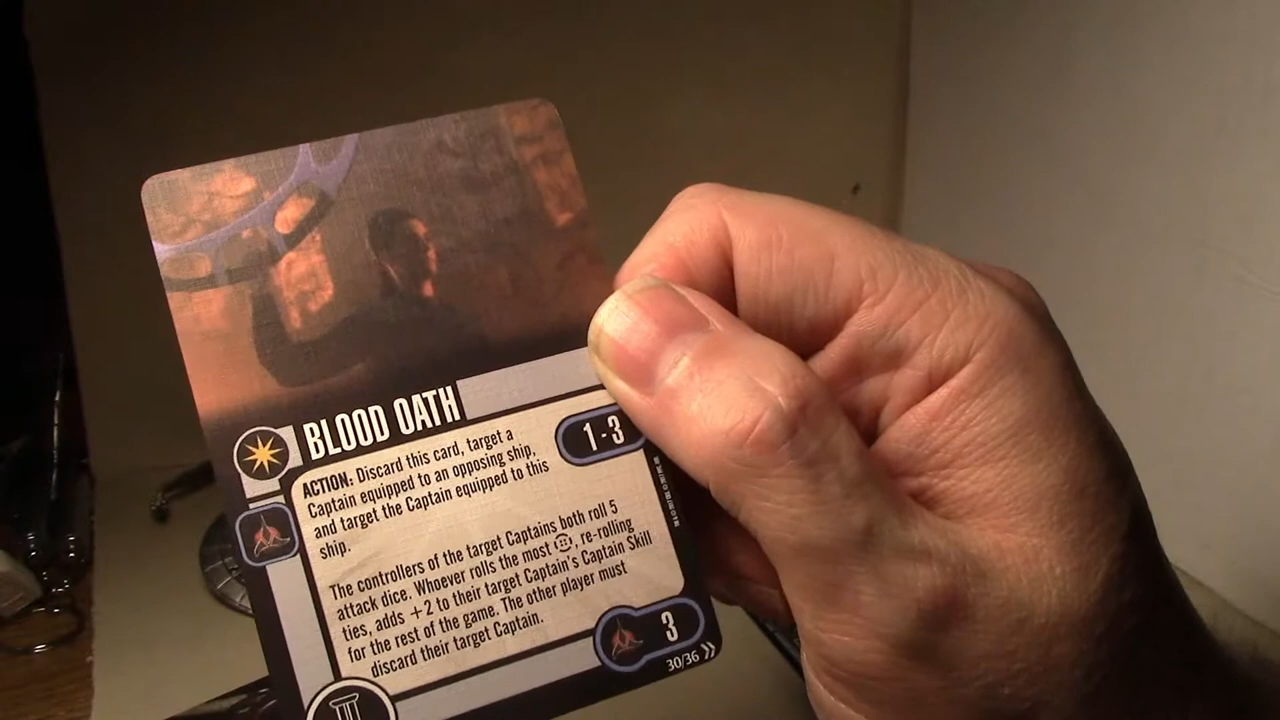 BLOOD OATH
1-3
ACTION: Discard this card, target a
Captain equipped to an opposing ship,
and target the Captain equipped to this
ship.
The controllers of the target Captains both roll 5
attack dice. Whoever rolls the most , re-rolling
ties, adds +2 to their target Captain's Captain Skill
for the rest of the game. The other player must
discard their target Captain.
3
30/36